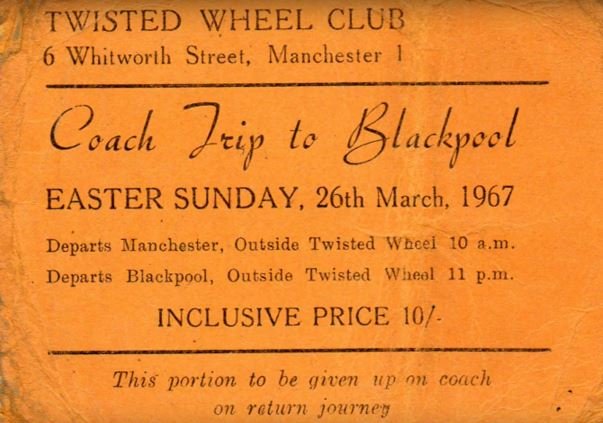 TWISTED WHEEL CLUB
6 Whitworth Street, Manchester 1
Coach Trip to Blackpool
EASTER SUNDAY, 26th March, 1967
Departs Manchester, Outside Twisted Wheel 10 a.m.
Departs Blackpool, Outside Twisted Wheel 11 p.m.
INCLUSIVE PRICE 10/-
This portion to be given up on coach
on return journey